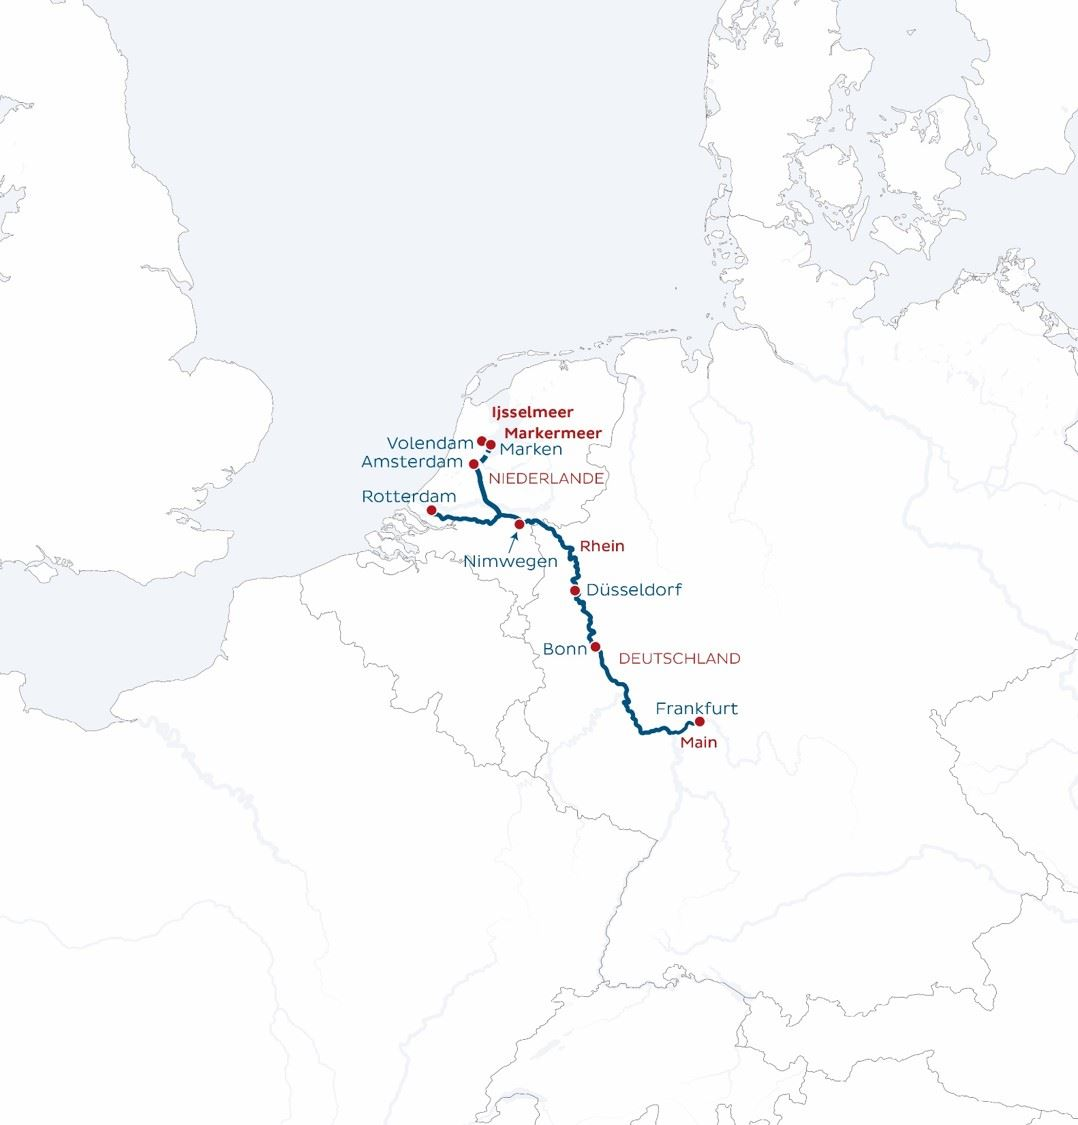 Ijsselmeer
Markermeer
Volendam
Marken
Amsterdam
NIEDERLANDE
Rotterdam
Rhein
Nimwegen
Düsseldorf
Bonn
DEUTSCHLAND
Frankfurt
Main